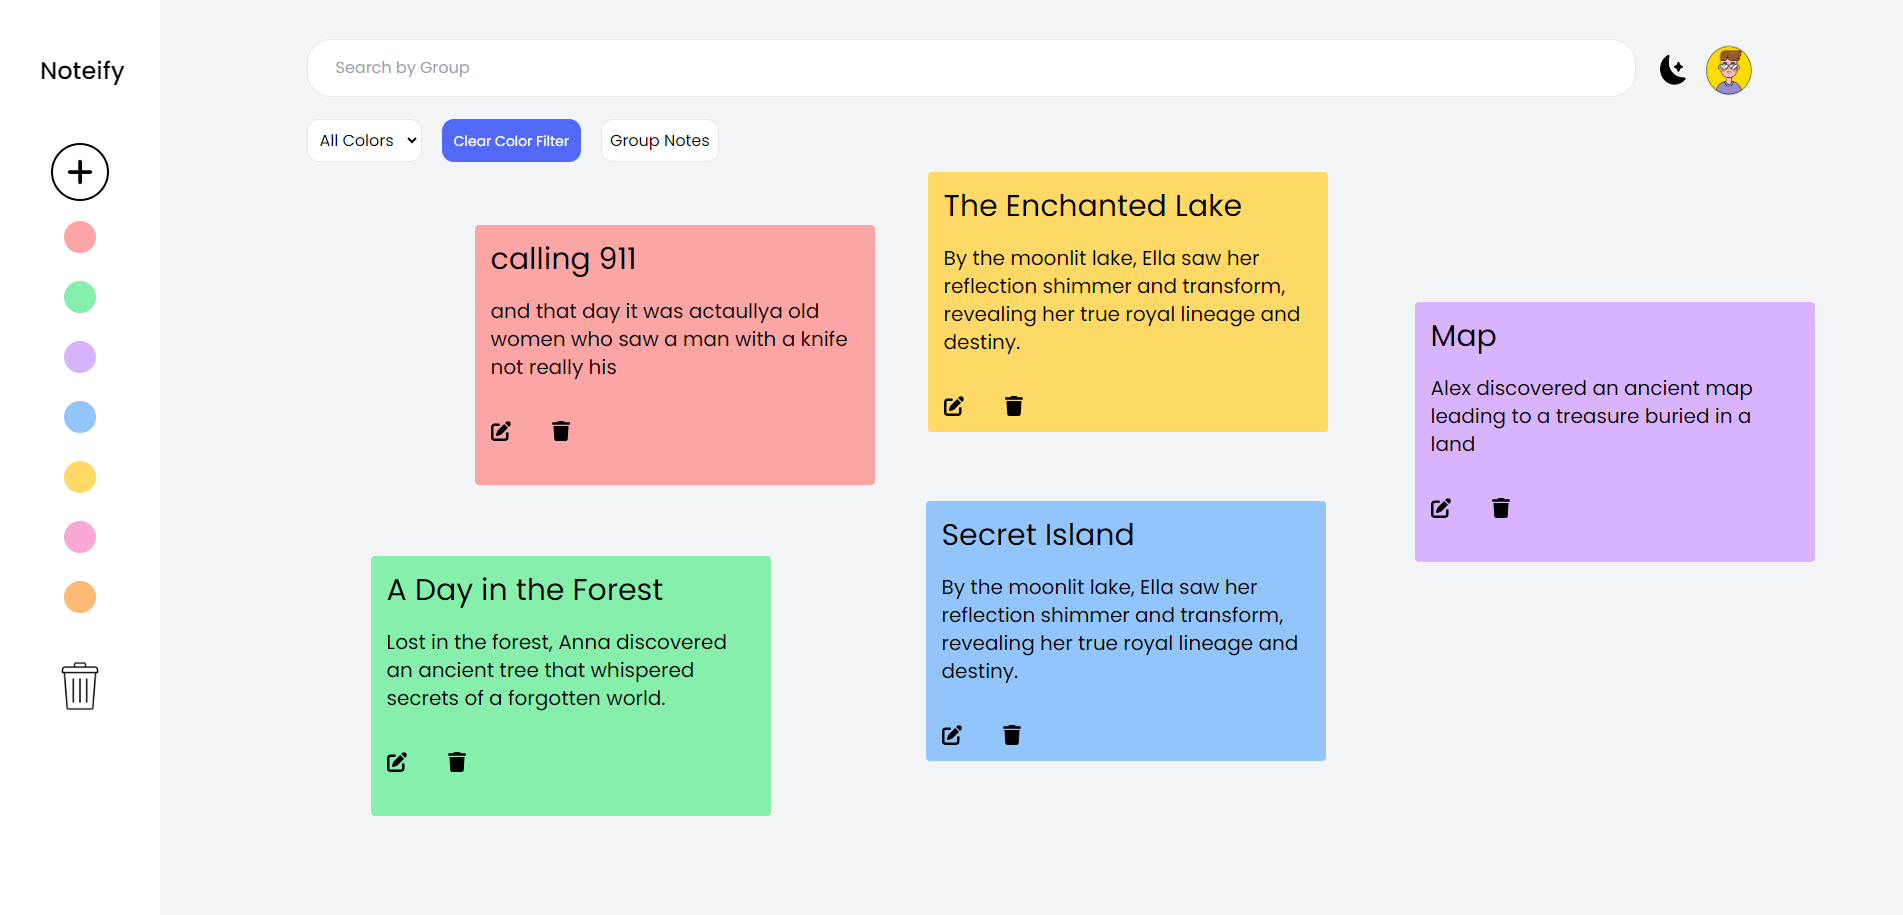 Noteify
Search by Group
All Colors
Clear Color Filter
Group Notes
calling 911
and that day it was actaullya old
women who saw a man with a knife
not really his
The Enchanted Lake
By the moonlit lake, Ella saw her
reflection shimmer and transform,
revealing her true royal lineage and
destiny.
Map
Alex discovered an ancient map
leading to a treasure buried in a
land
A Day in the Forest
Lost in the forest, Anna discovered
an ancient tree that whispered
secrets of a forgotten world.
Secret Island
By the moonlit lake, Ella saw her
reflection shimmer and transform,
revealing her true royal lineage and
destiny.